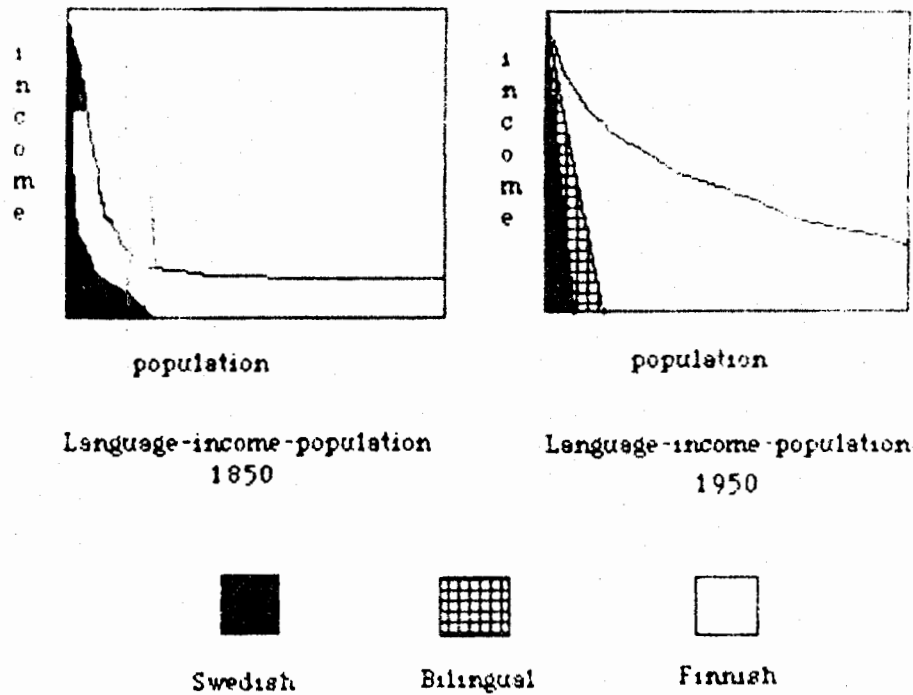 income
income
population
population
Language-income-population
1850
Language-income-population
1950
Swedish
Bilingual
Finnish